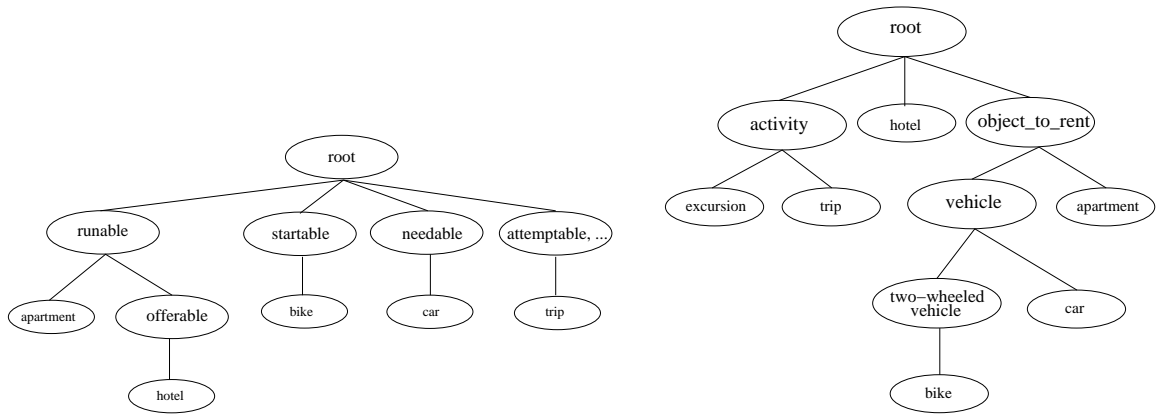 root
runable
startable
needable
attemptable, ...
apartment
offerable
bike
car
trip
hotel
root
activity
hotel
object_to_rent
excursion
trip
vehicle
apartment
two−wheeled
vehicle
car
bike